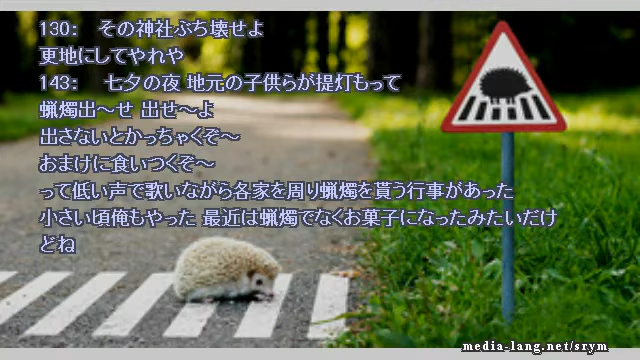 130:　その神社ぶち壊せよ
更地にしてやれや
143:　 七夕の夜 地元の子供らが提灯もって
蝋燭出〜せ 出せ〜よ
出さないとかっちゃくぞ〜
おまけに食いつくぞ〜
って低い声で歌いながら各家を周り蝋燭を貰う行事があった
小さい頃俺もやった 最近は蝋燭でなくお菓子になったみたいだけ
どね
media-lang.net/srym